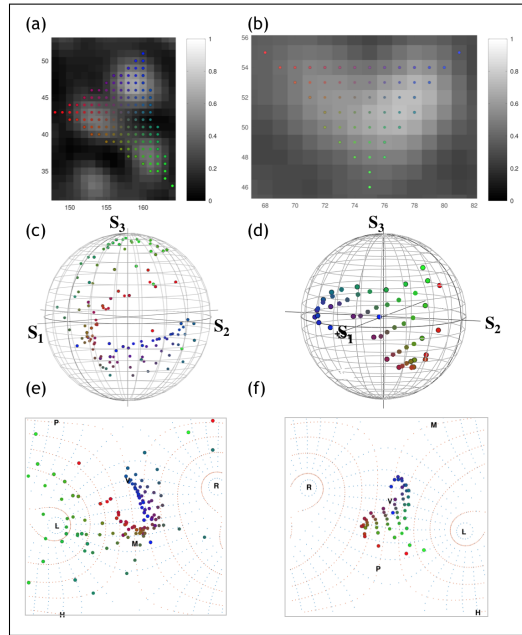 (a)
(b)
50
45
40
35
150
155
160
1
0.8
0.6
0.4
0.2
0
56
54
52
50
48
46
68
70
72
74
76
78
80
82
1
0.8
0.6
0.4
0.2
0
(c)
S3
(d)
S3
S1
S2
S1
S2
(e)
(f)
P
V
R
L
M
H
M
R
V
L
P
H